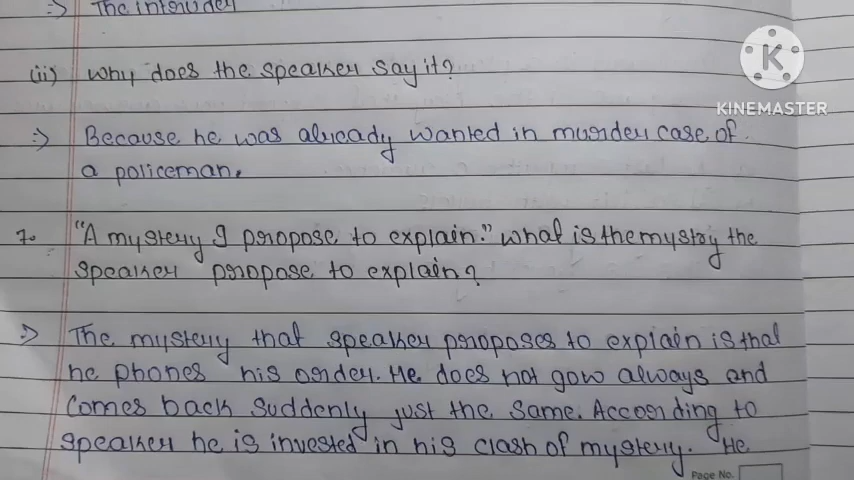 :) The intruder
(ii) Why does the speaker say it?
K
KINEMASTER
:) Because he was already wanted in murder case of
a policeman.
7. "A mystery I propose to explain." What is the mystry the
speaker propose to explain?
:) The mystery that speaker proposes to explain is that
he phones his order. He does not gow always and
comes back suddenly just the same. According to
speaker he is invested in his clash of mystery. He
Page No.